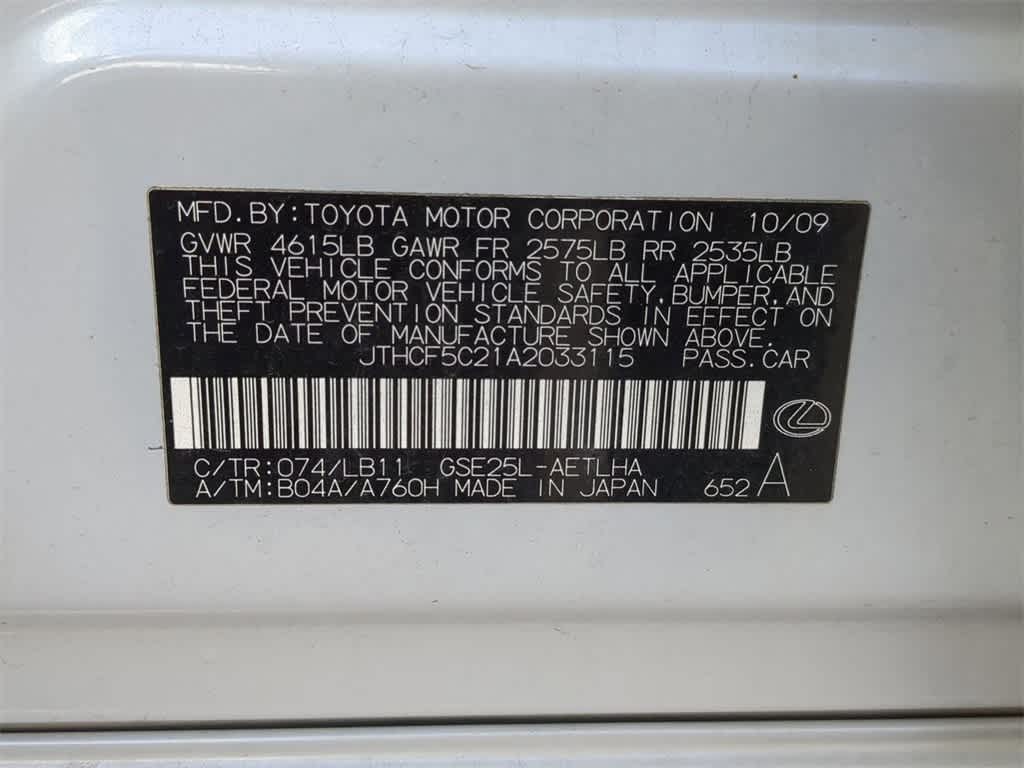 MFD.BY:TOYOTA MOTOR CORPORATION 10/09
GVWR 4615LB GAWR FR 2575LB RR 2535LB
THIS VEHICLE CONFORMS TO ALL APPLICABLE
FEDERAL MOTOR VEHICLE SAFETY,BUMPER,AND
THEFT PREVENTION STANDARDS IN EFFECT ON
THE DATE OF MANUFACTURE SHOWN ABOVE.
JTHCF5C21A2033115 PASS.CAR
C/TR:074/LB11 GSE25L-AETLHA
A/TM:B04A/A760H MADE IN JAPAN 652 A